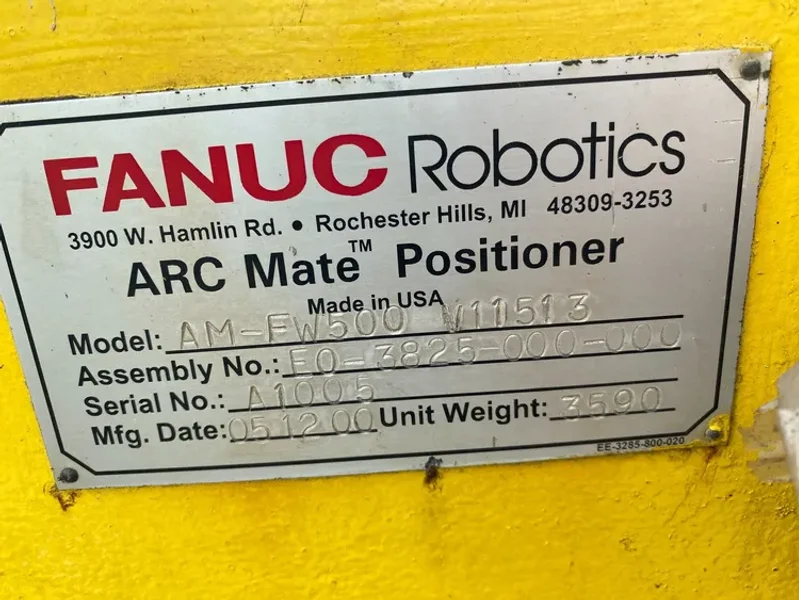 FANUC Robotics
3900 W. Hamlin Rd. • Rochester Hills, MI 48309-3253
ARC Mate™ Positioner
Made in USA
Model: AM-FW500 V11513
Assembly No.: EO-3825-000-000
Serial No.: A1005
Mfg. Date: 051200 Unit Weight: 3590
EE-3285-800-020